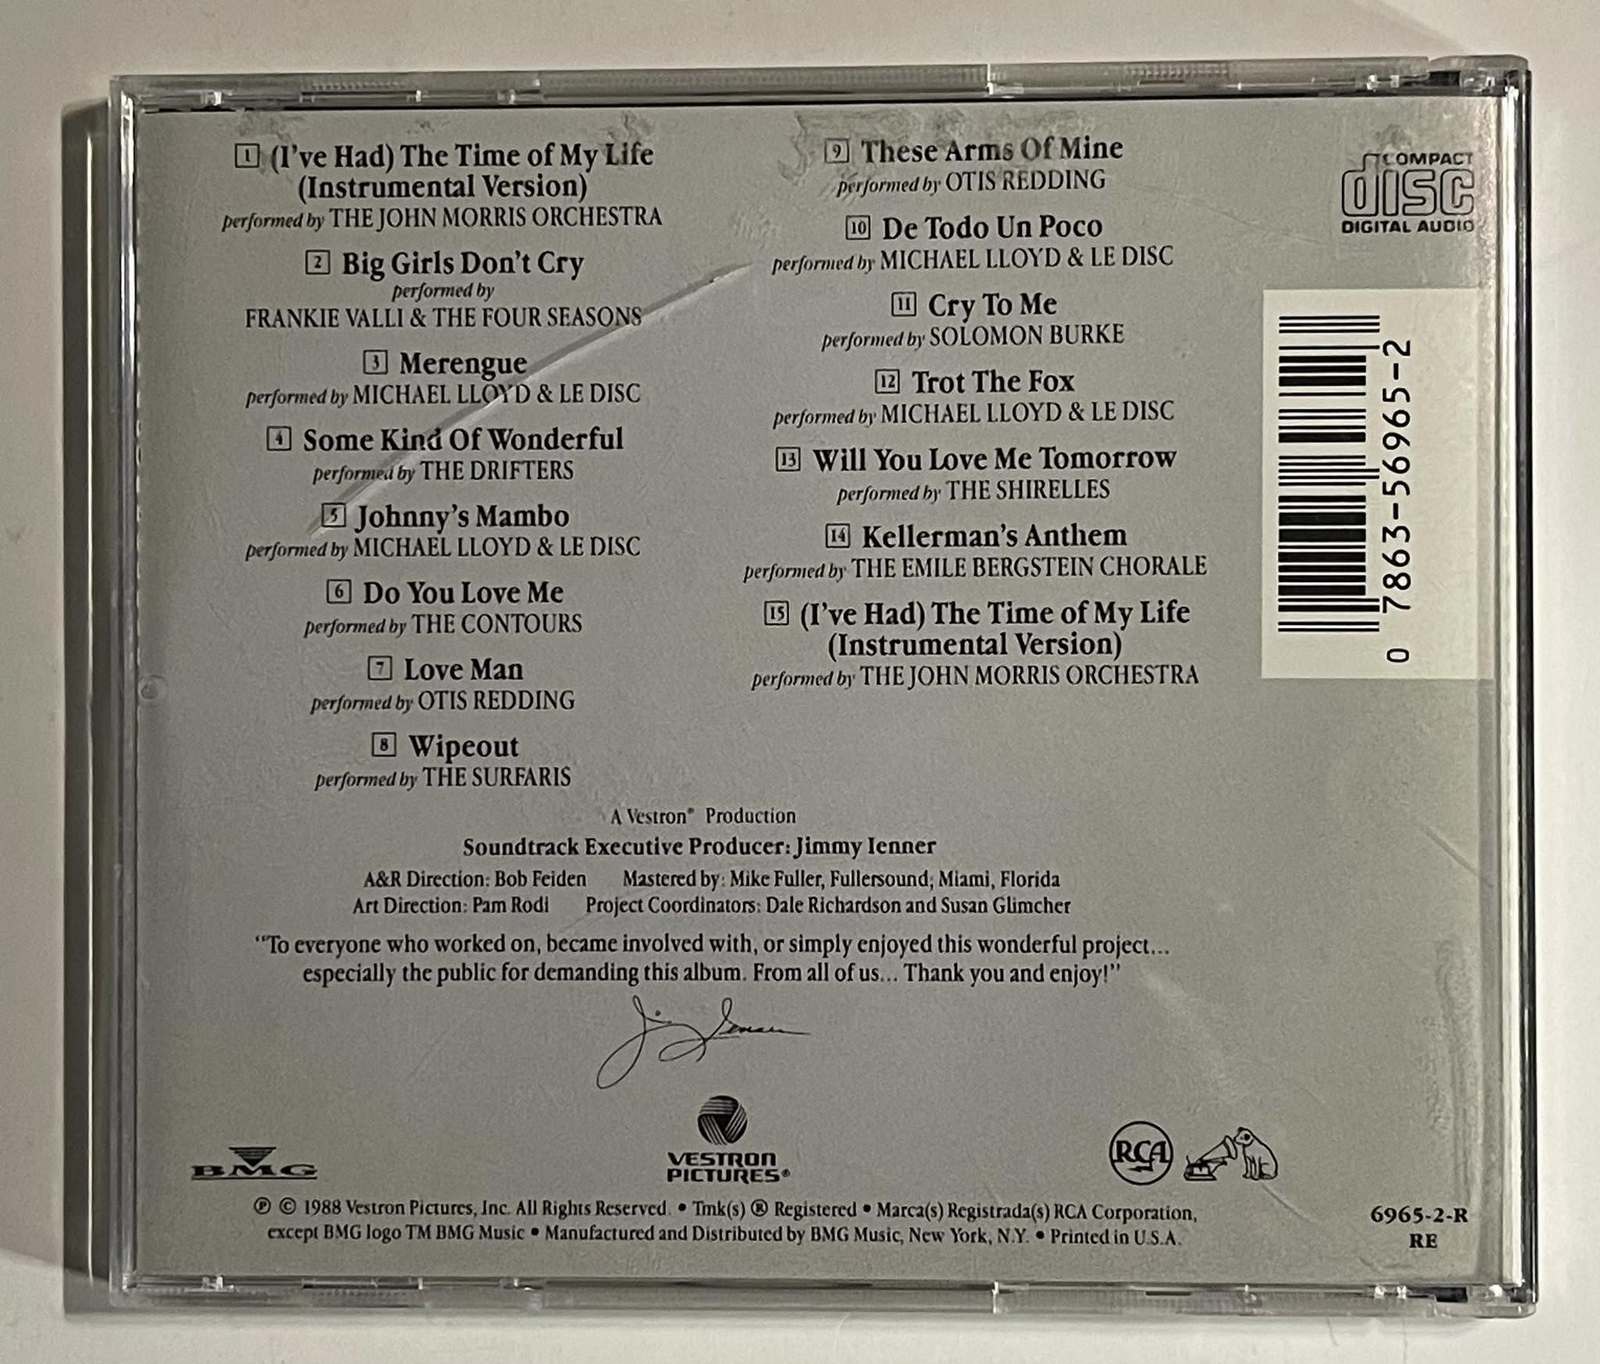 1 (I've Had) The Time of My Life
(Instrumental Version)
performed by THE JOHN MORRIS ORCHESTRA
2 Big Girls Don't Cry
performed by
FRANKIE VALLI & THE FOUR SEASONS
3 Merengue
performed by MICHAEL LLOYD & LE DISC
4 Some Kind Of Wonderful
performed by THE DRIFTERS
5 Johnny's Mambo
performed by MICHAEL LLOYD & LE DISC
6 Do You Love Me
performed by THE CONTOURS
7 Love Man
performed by OTIS REDDING
8 Wipeout
performed by THE SURFARIS
9 These Arms Of Mine
performed by OTIS REDDING
10 De Todo Un Poco
performed by MICHAEL LLOYD & LE DISC
11 Cry To Me
performed by SOLOMON BURKE
12 Trot The Fox
performed by MICHAEL LLOYD & LE DISC
13 Will You Love Me Tomorrow
performed by THE SHIRELLES
14 Kellerman's Anthem
performed by THE EMILE BERGSTEIN CHORALE
15 (I've Had) The Time of My Life
(Instrumental Version)
performed by THE JOHN MORRIS ORCHESTRA
COMPACT
disc
DIGITAL AUDIO
0 7863-56965-2
A Vestron® Production
Soundtrack Executive Producer: Jimmy Ienner
A&R Direction: Bob Feiden Mastered by: Mike Fuller, Fullersound; Miami, Florida
Art Direction: Pam Rodi Project Coordinators: Dale Richardson and Susan Glimcher
"To everyone who worked on, became involved with, or simply enjoyed this wonderful project...
especially the public for demanding this album. From all of us... Thank you and enjoy!"
Jimmy Ienner
BMG
VESTRON
PICTURES®
RCA
℗ © 1988 Vestron Pictures, Inc. All Rights Reserved. • Tmk(s) ® Registered • Marca(s) Registrada(s) RCA Corporation,
except BMG logo TM BMG Music • Manufactured and Distributed by BMG Music, New York, N.Y. • Printed in U.S.A.
6965-2-R
RE